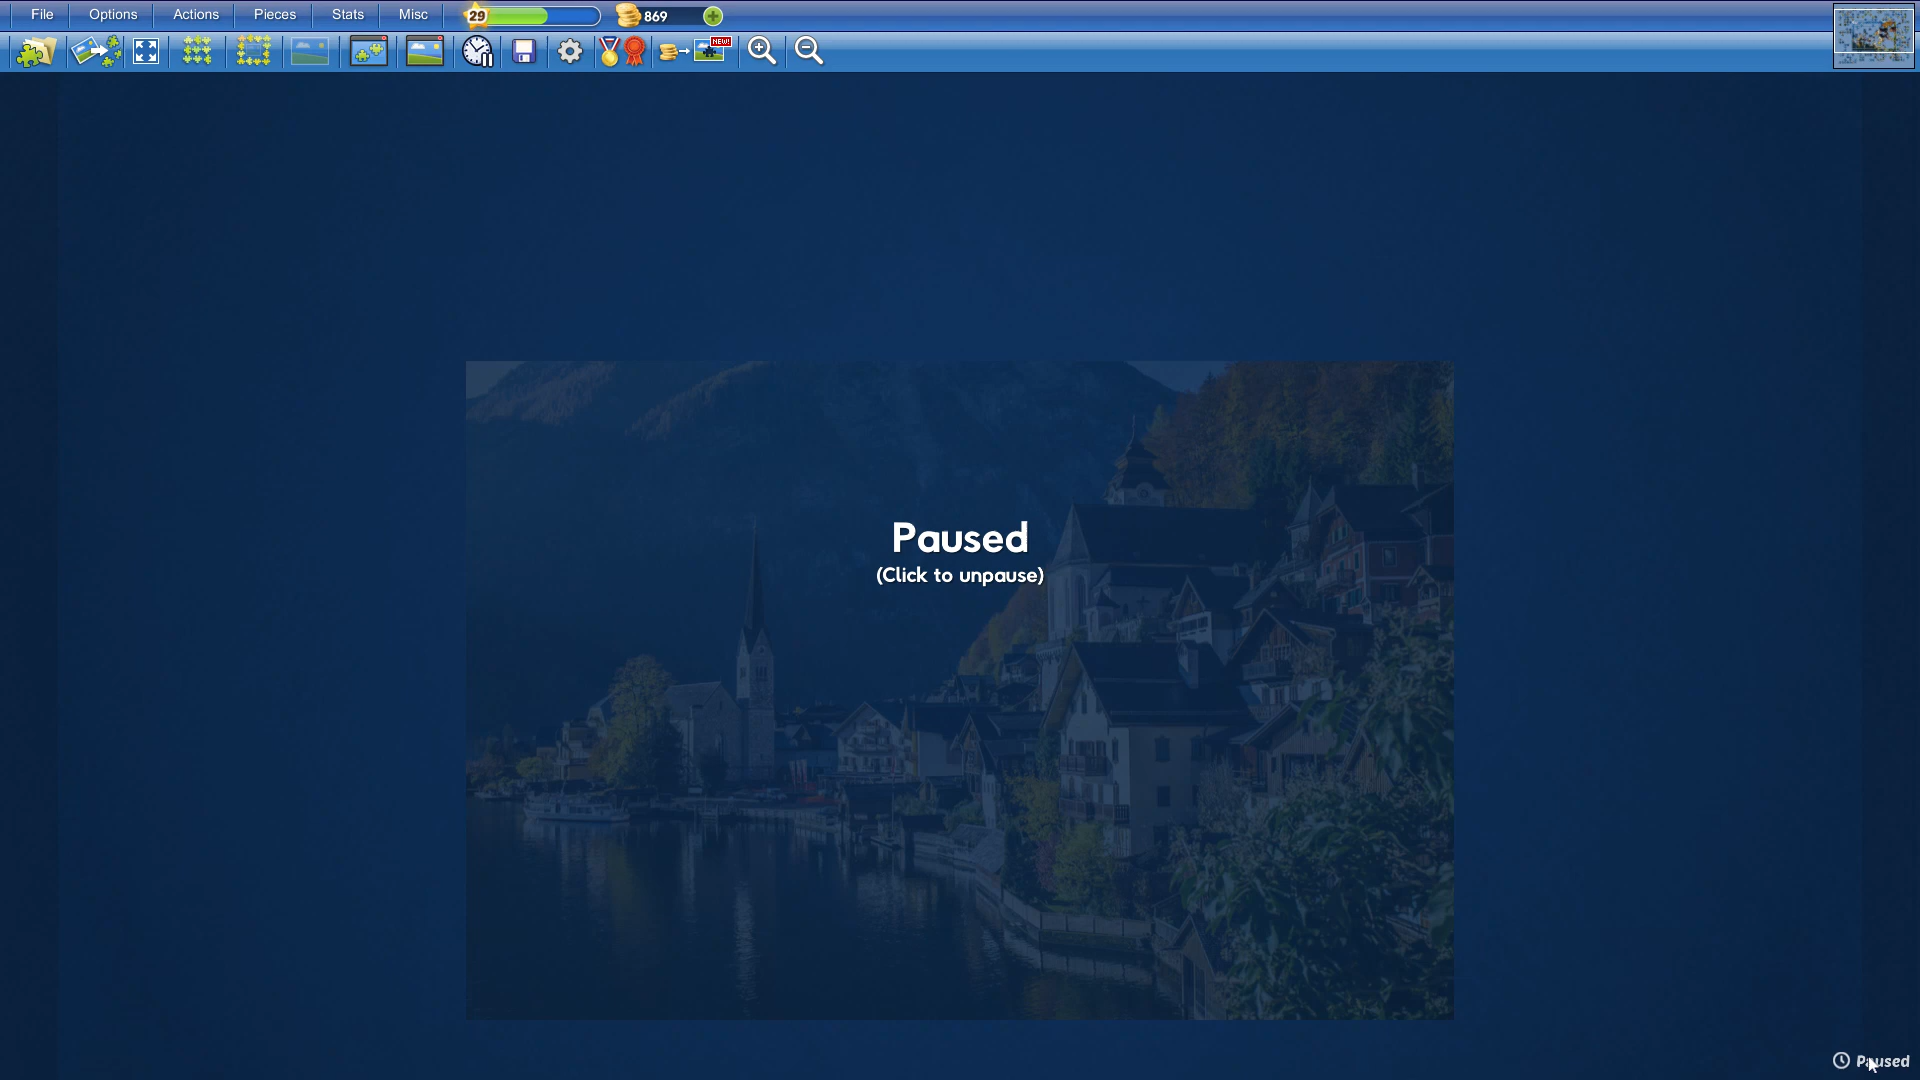 File Options Actions Pieces Stats Misc 29 869
NEW!
Paused
(Click to unpause)
Paused